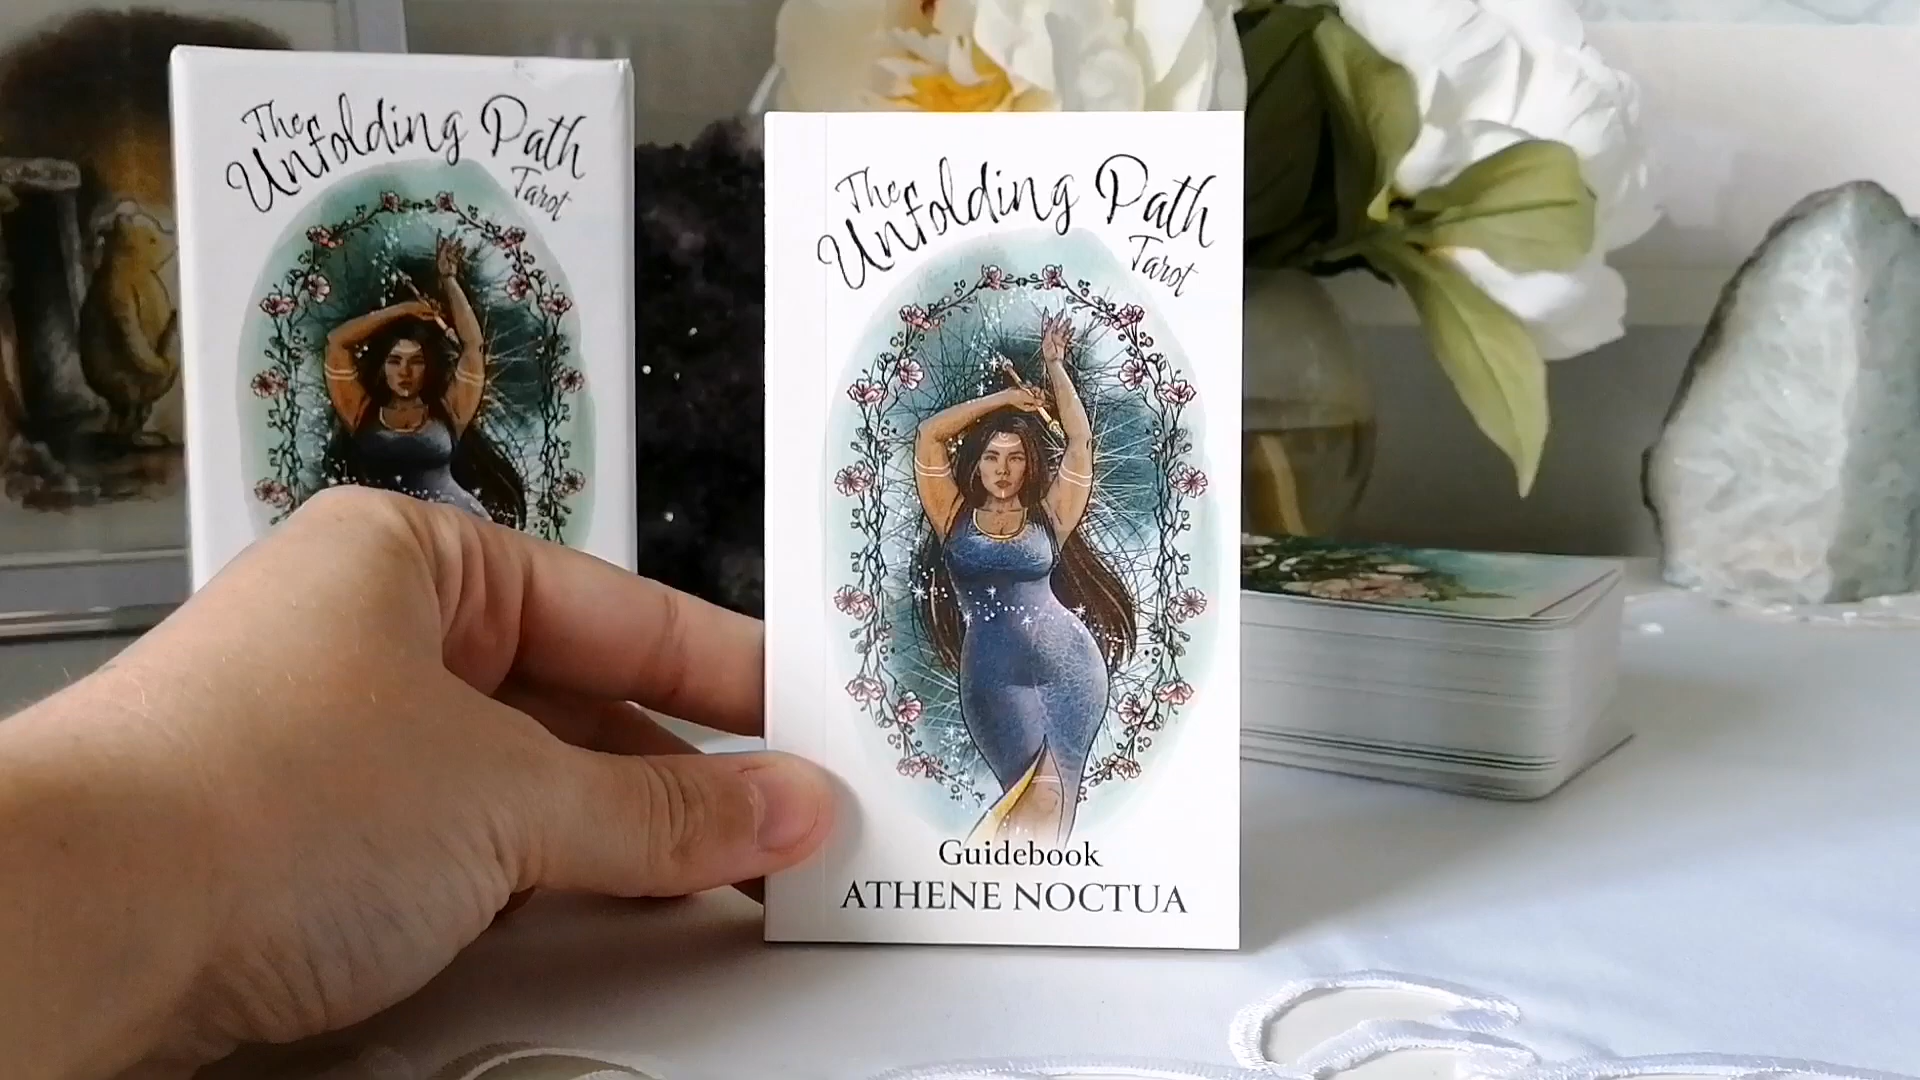 The
Unfolding Path
Tarot
The
Unfolding Path
Tarot
Guidebook
ATHENE NOCTUA